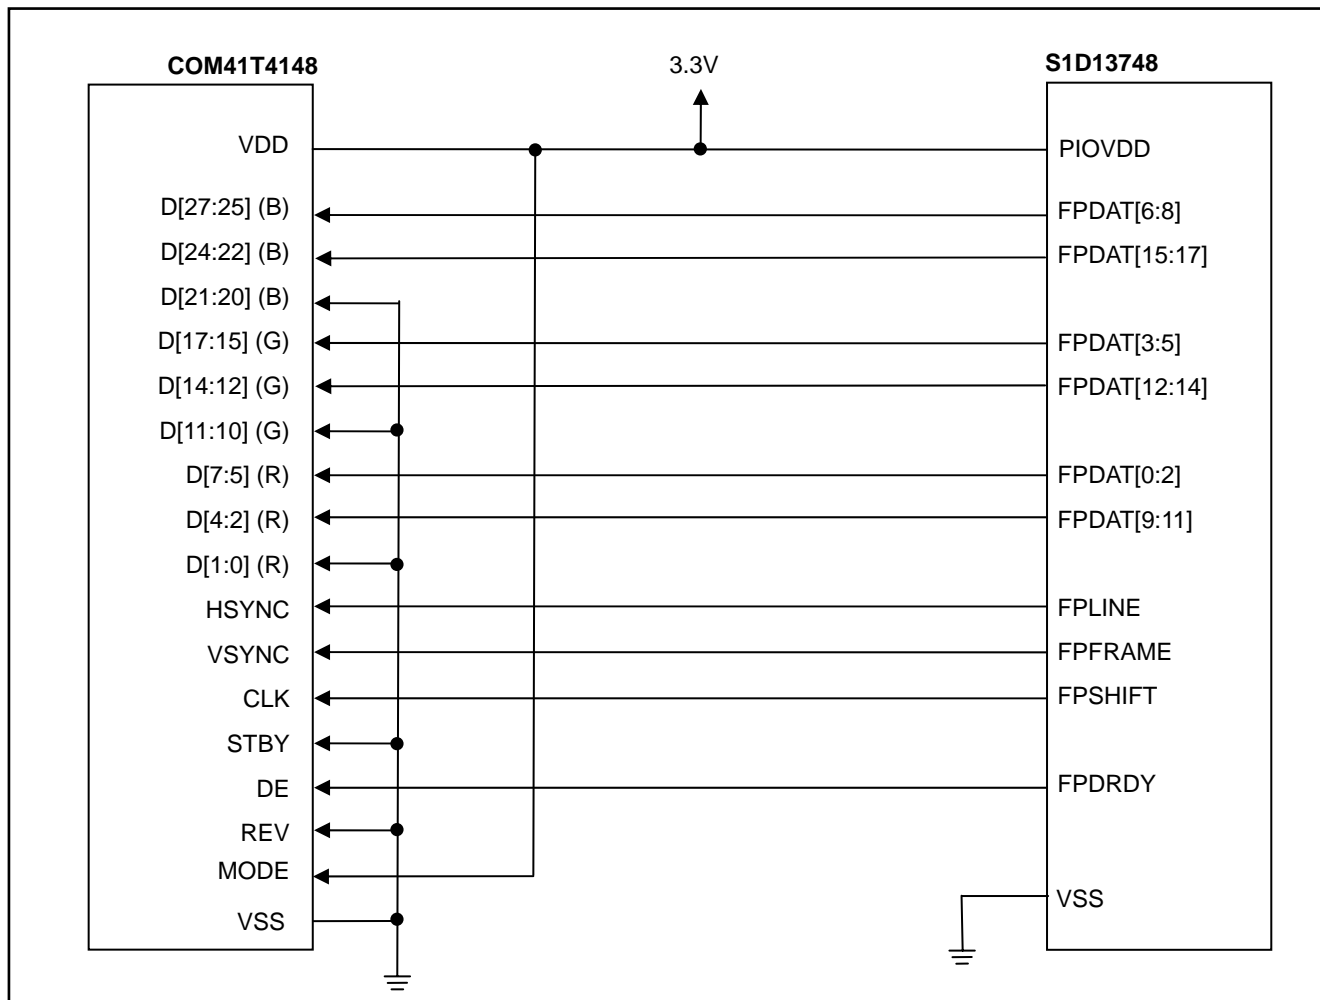 COM41T4148
3.3V
S1D13748
VDD
PIOVDD
D[27:25] (B)
FPDAT[6:8]
D[24:22] (B)
FPDAT[15:17]
D[21:20] (B)
D[17:15] (G)
FPDAT[3:5]
D[14:12] (G)
FPDAT[12:14]
D[11:10] (G)
D[7:5] (R)
FPDAT[0:2]
D[4:2] (R)
FPDAT[9:11]
D[1:0] (R)
HSYNC
FPLINE
VSYNC
FPFRAME
CLK
FPSHIFT
STBY
DE
FPDRDY
REV
MODE
VSS
VSS